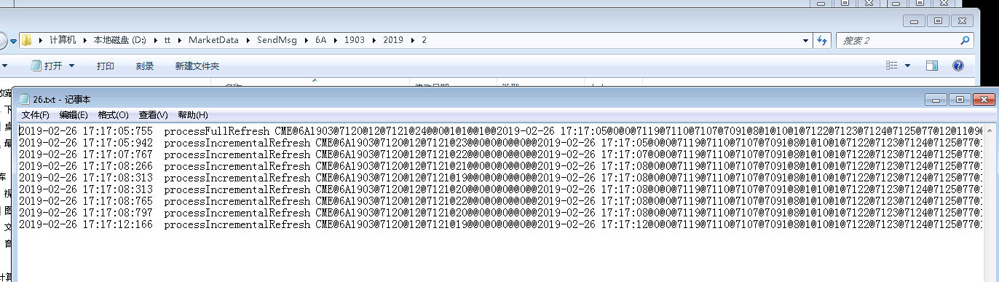 计算机 本地磁盘 (D:) tt MarketData SendMsg 6A 1903 2019 2
搜索 2
打开 打印 刻录 新建文件夹
26.txt - 记事本
文件(F) 编辑(E) 格式(O) 查看(V) 帮助(H)
2019-02-26 17:17:05:755 processFullRefresh CME@6A1903@7120@12@7121@24@0@0@1@1@0@1@0@2019-02-26 17:17:05@0@0@7119@7110@7107@7091@8@1@10@1@7122@7123@7124@7125@77@12@11@9@
2019-02-26 17:17:05:942 processIncrementalRefresh CME@6A1903@7120@12@7121@23@0@0@0@0@0@0@0@2019-02-26 17:17:05@0@0@7119@7110@7107@7091@8@1@10@1@7122@7123@7124@7125@77@
2019-02-26 17:17:07:767 processIncrementalRefresh CME@6A1903@7120@12@7121@22@0@0@0@0@0@0@0@2019-02-26 17:17:07@0@0@7119@7110@7107@7091@8@1@10@1@7122@7123@7124@7125@77@
2019-02-26 17:17:08:266 processIncrementalRefresh CME@6A1903@7120@12@7121@21@0@0@0@0@0@0@0@2019-02-26 17:17:08@0@0@7119@7110@7107@7091@8@1@10@1@7122@7123@7124@7125@77@
2019-02-26 17:17:08:313 processIncrementalRefresh CME@6A1903@7120@12@7121@19@0@0@0@0@0@0@0@2019-02-26 17:17:08@0@0@7119@7110@7107@7091@8@1@10@1@7122@7123@7124@7125@77@
2019-02-26 17:17:08:313 processIncrementalRefresh CME@6A1903@7120@12@7121@20@0@0@0@0@0@0@0@2019-02-26 17:17:08@0@0@7119@7110@7107@7091@8@1@10@1@7122@7123@7124@7125@77@
2019-02-26 17:17:08:765 processIncrementalRefresh CME@6A1903@7120@12@7121@22@0@0@0@0@0@0@0@2019-02-26 17:17:08@0@0@7119@7110@7107@7091@8@1@10@1@7122@7123@7124@7125@77@
2019-02-26 17:17:08:797 processIncrementalRefresh CME@6A1903@7120@12@7121@20@0@0@0@0@0@0@0@2019-02-26 17:17:08@0@0@7119@7110@7107@7091@8@1@10@1@7122@7123@7124@7125@77@
2019-02-26 17:17:12:166 processIncrementalRefresh CME@6A1903@7120@12@7121@19@0@0@0@0@0@0@0@2019-02-26 17:17:12@0@0@7119@7110@7107@7091@8@1@10@1@7122@7123@7124@7125@77@